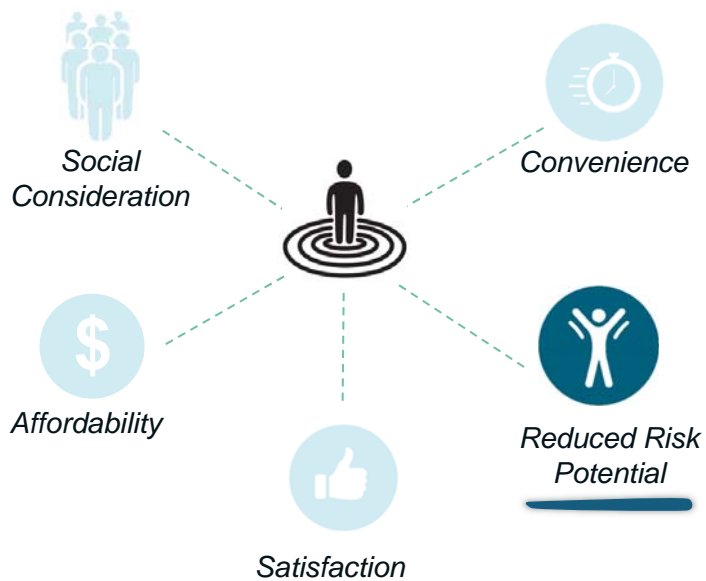 Social
Consideration
Convenience
$
Affordability
Reduced Risk
Potential
Satisfaction